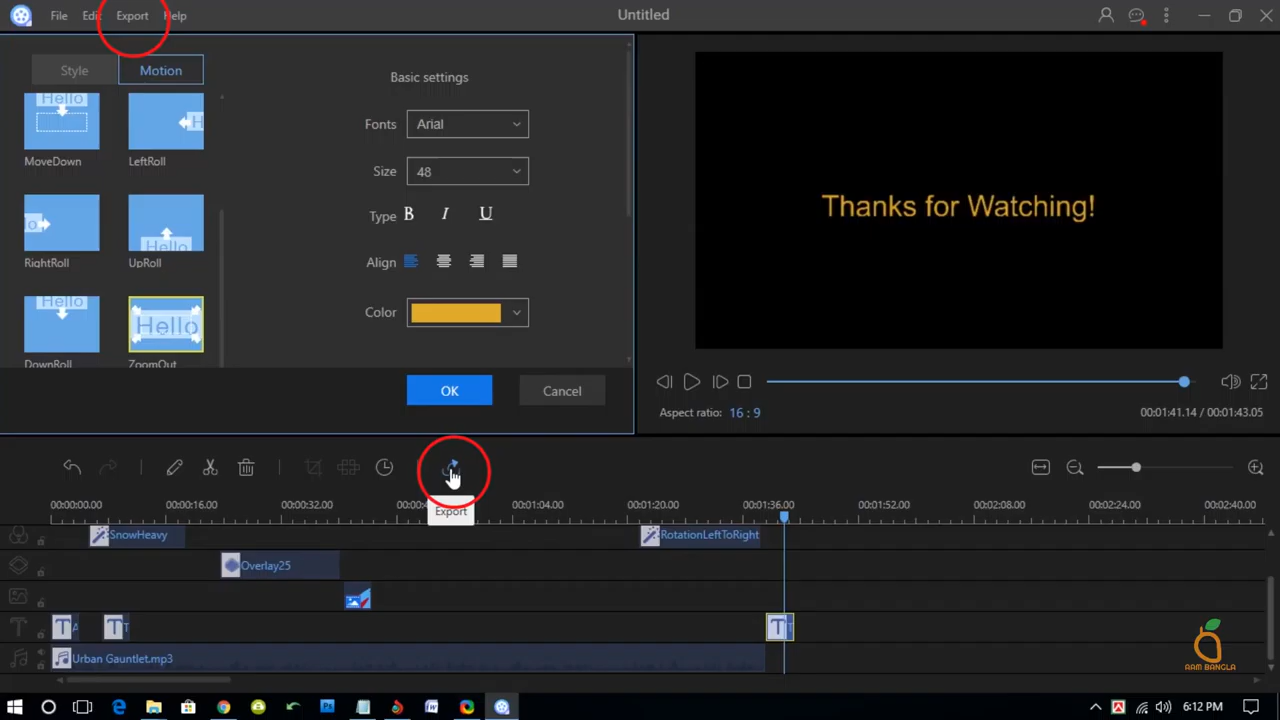 File Edit Export Help
Untitled
Style Motion
Hello
MoveDown LeftRoll
RightRoll UpRoll
Hello
Hello Hello
DownRoll ZoomOut
Basic settings
Fonts Arial
Size 48
Type B I U
Align
Color
OK Cancel
Thanks for Watching!
Aspect ratio: 16 : 9
00:01:41.14 / 00:01:43.05
Export
00:00:00.00 00:00:16.00 00:00:32.00 00:01:04.00 00:01:20.00 00:01:36.00 00:01:52.00 00:02:08.00 00:02:24.00 00:02:40.00
SnowHeavy RotationLeftToRight
Overlay25
T T T
Urban Gauntlet.mp3
AAM BANGLA
6:12 PM